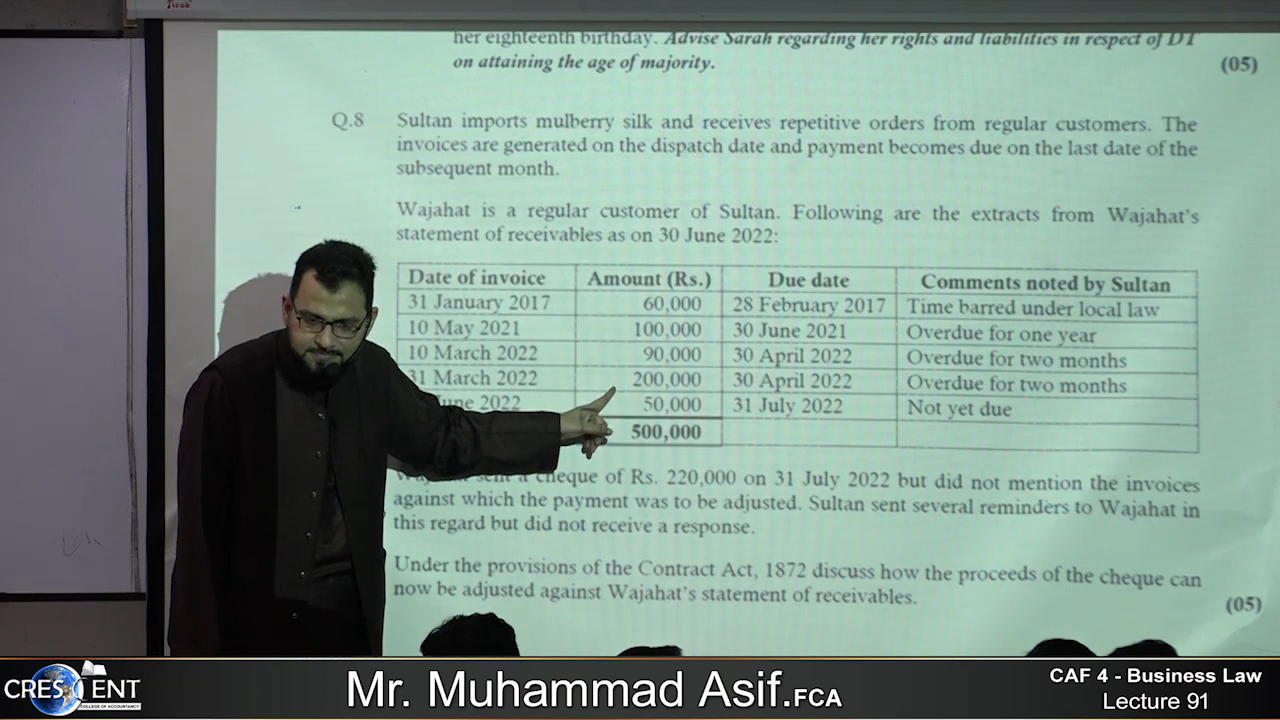 her eighteenth birthday. Advise Sarah regarding her rights and liabilities in respect of DT
on attaining the age of majority. (05)
Q.8 Sultan imports mulberry silk and receives repetitive orders from regular customers. The
invoices are generated on the dispatch date and payment becomes due on the last date of the
subsequent month.
Wajahat is a regular customer of Sultan. Following are the extracts from Wajahat's
statement of receivables as on 30 June 2022:
Date of invoice Amount (Rs.) Due date Comments noted by Sultan
31 January 2017 60,000 28 February 2017 Time barred under local law
10 May 2021 100,000 30 June 2021 Overdue for one year
10 March 2022 90,000 30 April 2022 Overdue for two months
31 March 2022 200,000 30 April 2022 Overdue for two months
June 2022 50,000 31 July 2022 Not yet due
500,000
sent a cheque of Rs. 220,000 on 31 July 2022 but did not mention the invoices
against which the payment was to be adjusted. Sultan sent several reminders to Wajahat in
this regard but did not receive a response.
Under the provisions of the Contract Act, 1872 discuss how the proceeds of the cheque can
now be adjusted against Wajahat's statement of receivables. (05)
CRESCENT
COLLEGE OF ACCOUNTANCY
Mr. Muhammad Asif.FCA
CAF 4 - Business Law
Lecture 91